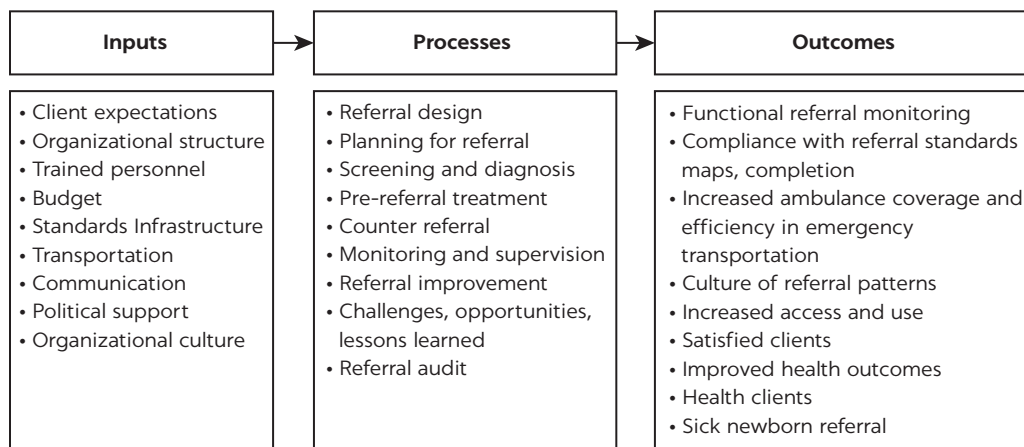 Inputs
Processes
Outcomes
• Client expectations
• Organizational structure
• Trained personnel
• Budget
• Standards Infrastructure
• Transportation
• Communication
• Political support
• Organizational culture
• Referral design
• Planning for referral
• Screening and diagnosis
• Pre-referral treatment
• Counter referral
• Monitoring and supervision
• Referral improvement
• Challenges, opportunities,
lessons learned
• Referral audit
• Functional referral monitoring
• Compliance with referral standards
maps, completion
• Increased ambulance coverage and
efficiency in emergency
transportation
• Culture of referral patterns
• Increased access and use
• Satisfied clients
• Improved health outcomes
• Health clients
• Sick newborn referral